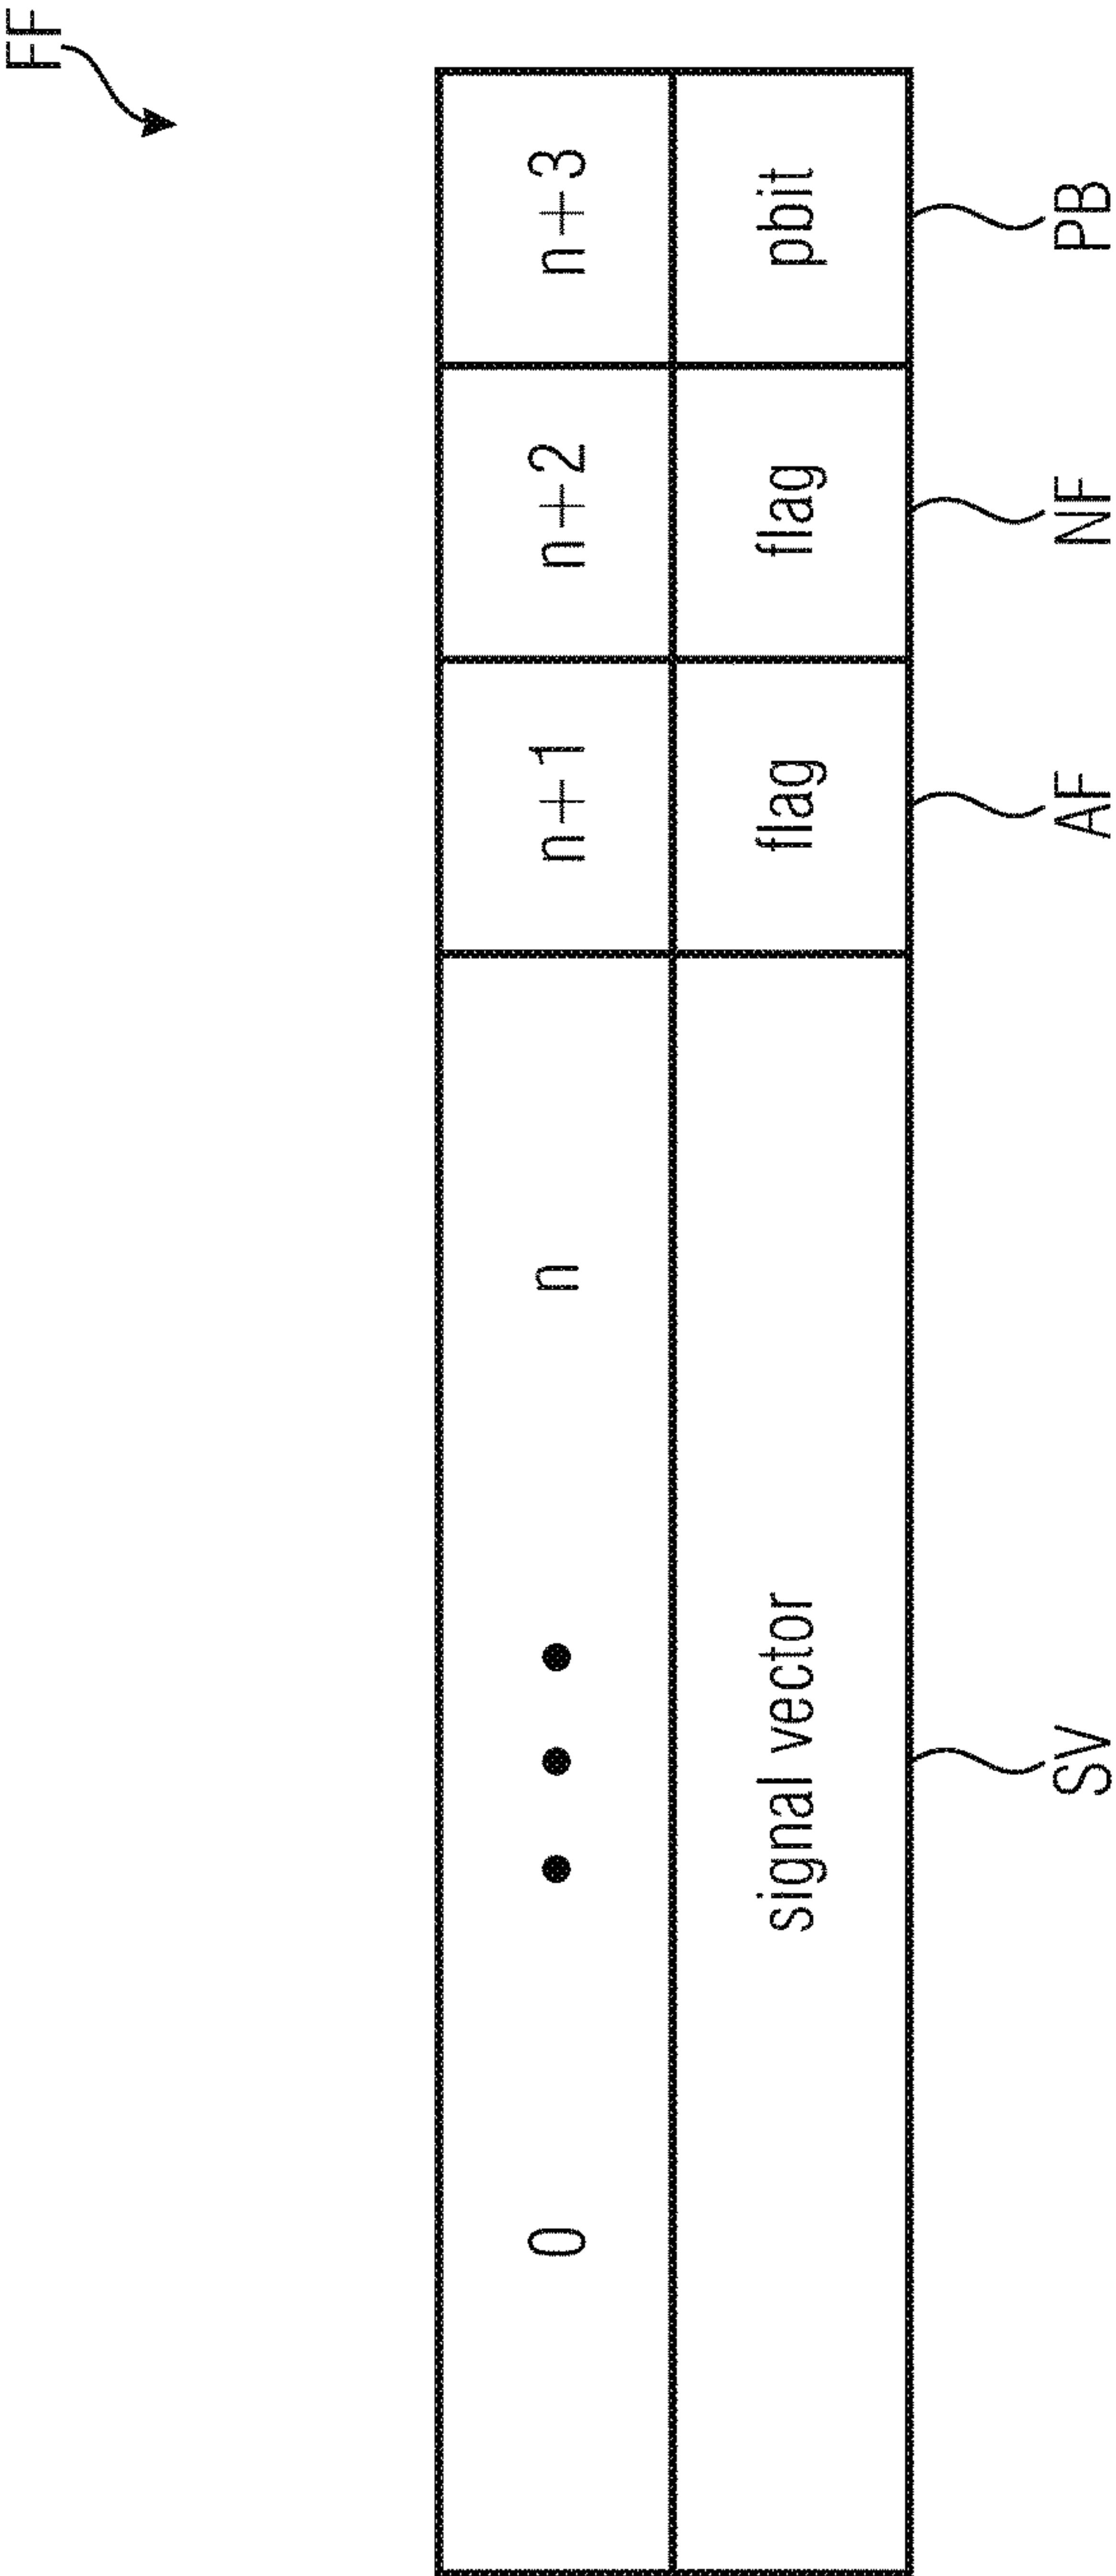 FF
0 • • • n n+1 n+2 n+3
signal vector flag flag pbit
SV AF NF PB